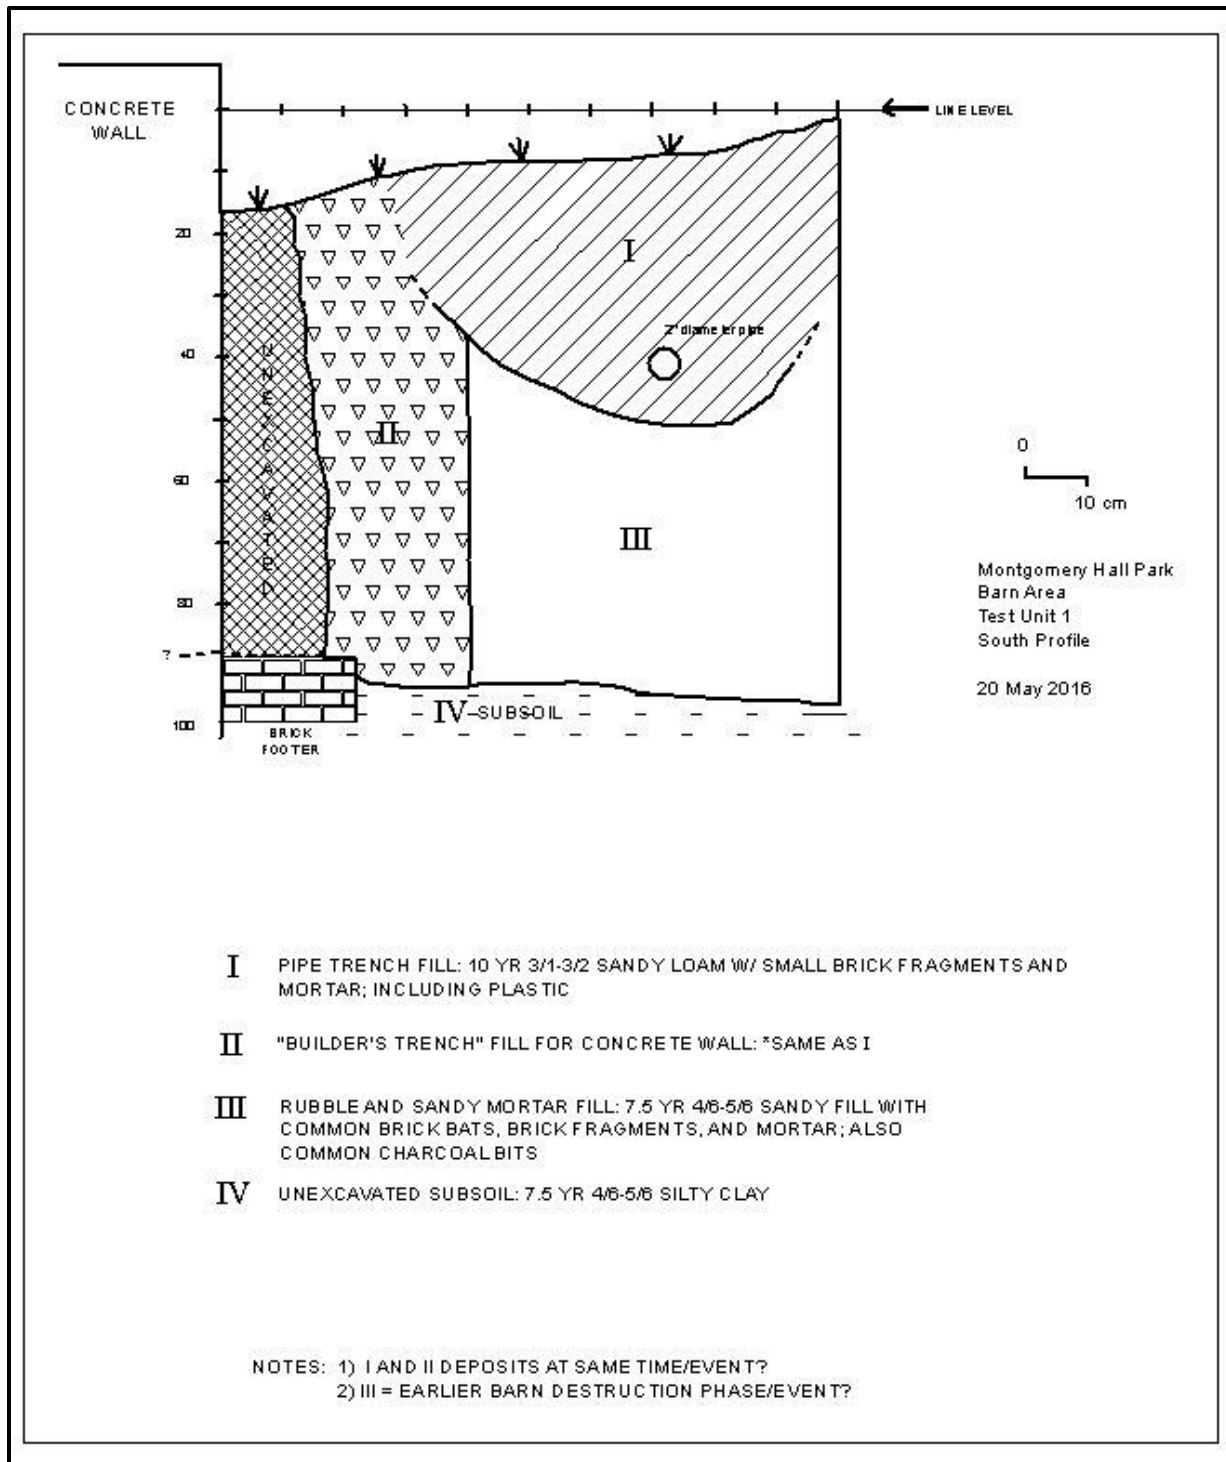 CONCRETE
WALL
LINE LEVEL
20
I
2" diameter pipe
40
UNEXCAVATED
II
0
10 cm
60
III
Montgomery Hall Park
Barn Area
Test Unit 1
South Profile
80
?
20 May 2016
IV SUBSOIL
100
BRICK
FOOTER
I PIPE TRENCH FILL: 10 YR 3/1-3/2 SANDY LOAM W/ SMALL BRICK FRAGMENTS AND
MORTAR; INCLUDING PLASTIC
II "BUILDER'S TRENCH" FILL FOR CONCRETE WALL: *SAME AS I
III RUBBLE AND SANDY MORTAR FILL: 7.5 YR 4/6-5/6 SANDY FILL WITH
COMMON BRICK BATS, BRICK FRAGMENTS, AND MORTAR; ALSO
COMMON CHARCOAL BITS
IV UNEXCAVATED SUBSOIL: 7.5 YR 4/6-5/6 SILTY CLAY
NOTES: 1) I AND II DEPOSITS AT SAME TIME/EVENT?
2) III = EARLIER BARN DESTRUCTION PHASE/EVENT?